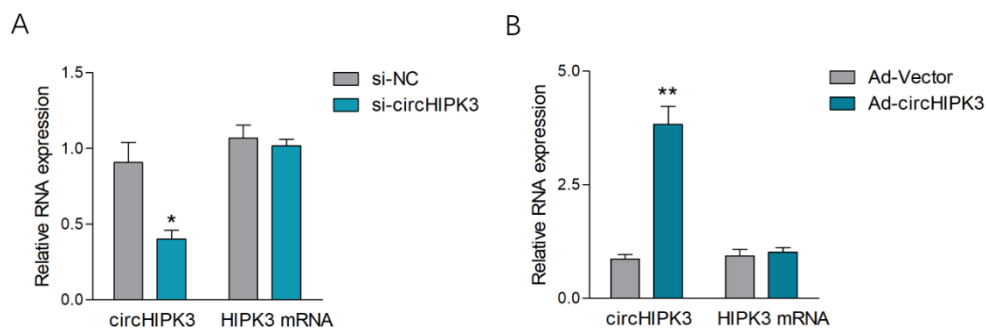 A
Relative RNA expression
1.5
1.0
0.5
0.0
si-NC
si-circHIPK3
*
circHIPK3
HIPK3 mRNA
B
Relative RNA expression
5.0
2.5
0.0
Ad-Vector
Ad-circHIPK3
**
circHIPK3
HIPK3 mRNA